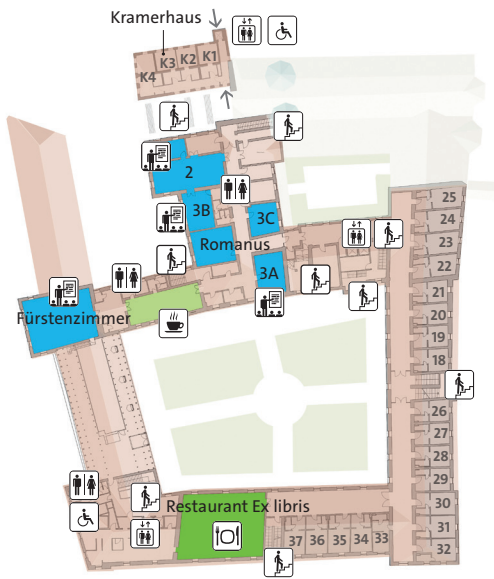 Kramerhaus
K4
K3
K2
K1
2
3B
3C
Romanus
3A
Fürstenzimmer
25
24
23
22
21
20
19
18
26
27
28
29
30
31
32
Restaurant Ex libris
37
36
35
34
33